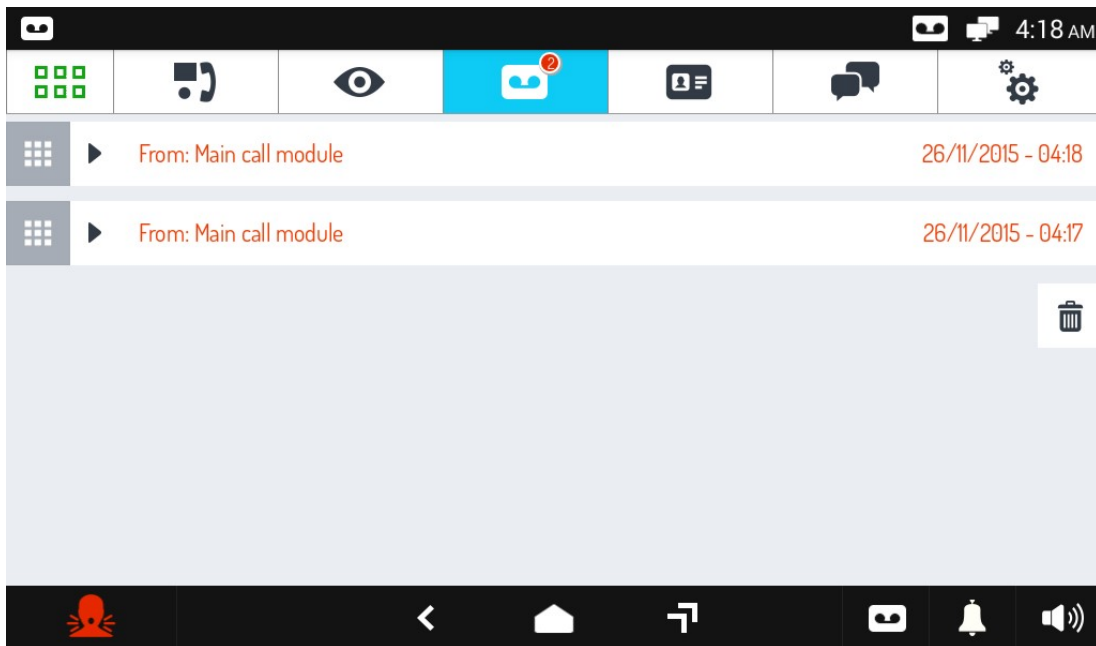 4:18 AM
2
From: Main call module 26/11/2015 - 04:18
From: Main call module 26/11/2015 - 04:17